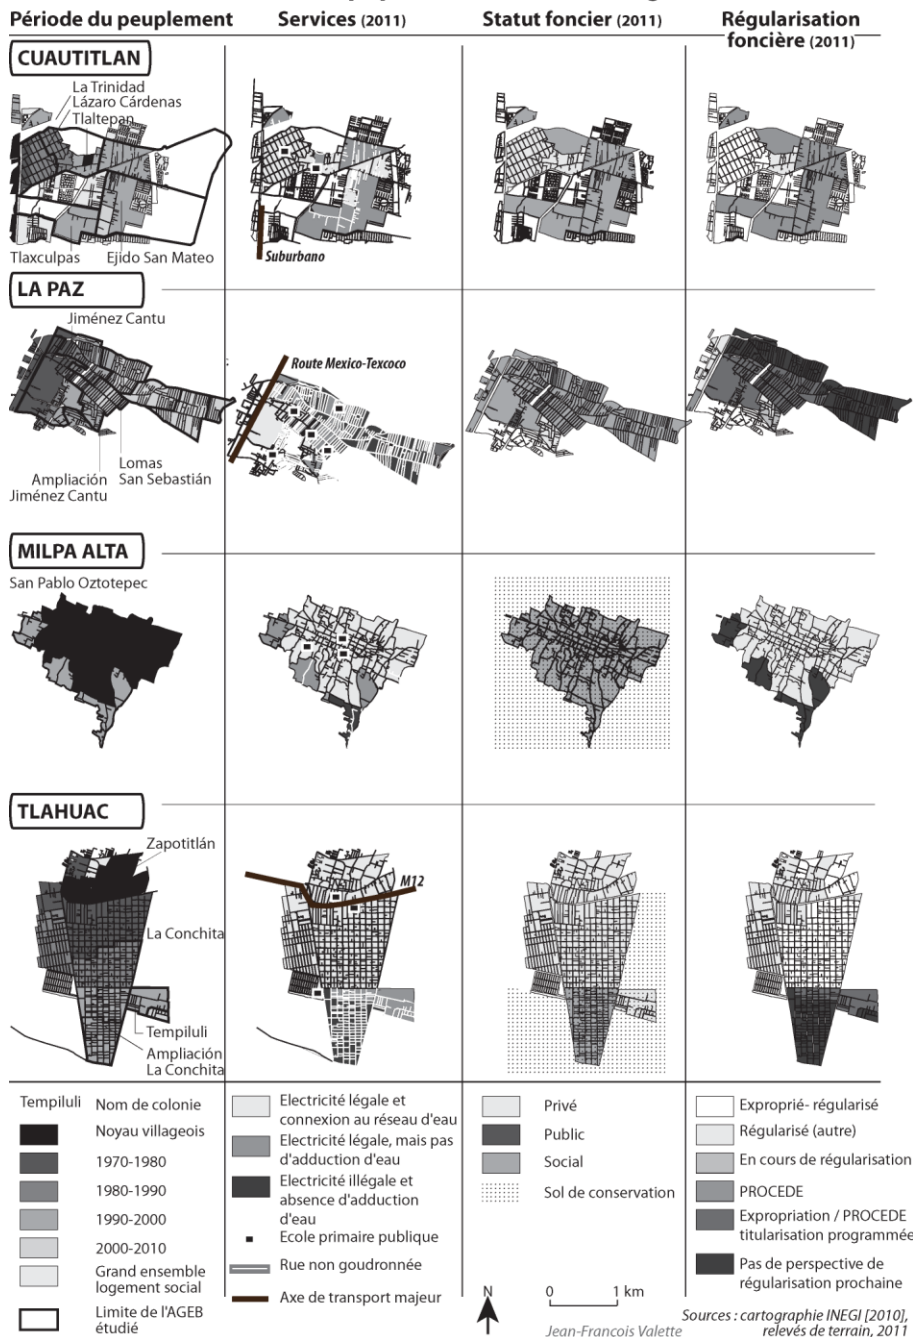 Période du peuplement
Services (2011)
Statut foncier (2011)
Régularisation
foncière (2011)
CUAUTITLAN
La Trinidad
Lázaro Cárdenas
Tlaltepan
Tlaxculpas
Ejido San Mateo
Suburbano
LA PAZ
Jiménez Cantu
Ampliación
Jiménez Cantu
Lomas
San Sebastián
Route Mexico-Texcoco
MILPA ALTA
San Pablo Oztotepec
TLAHUAC
Zapotitlán
La Conchita
Tempiluli
Ampliación
La Conchita
M12
Tempiluli Nom de colonie
Noyau villageois
1970-1980
1980-1990
1990-2000
2000-2010
Grand ensemble
logement social
Limite de l'AGEB
étudié
Electricité légale et
connexion au réseau d'eau
Electricité légale, mais pas
d'adduction d'eau
Electricité illégale et
absence d'adduction
d'eau
Ecole primaire publique
Rue non goudronnée
Axe de transport majeur
Privé
Public
Social
Sol de conservation
Exproprié- régularisé
Régularisé (autre)
En cours de régularisation
PROCEDE
Expropriation / PROCEDE
titularisation programmée
Pas de perspective de
régularisation prochaine
N
0 1 km
Jean-François Valette
Sources : cartographie INEGI [2010],
relevés de terrain, 2011